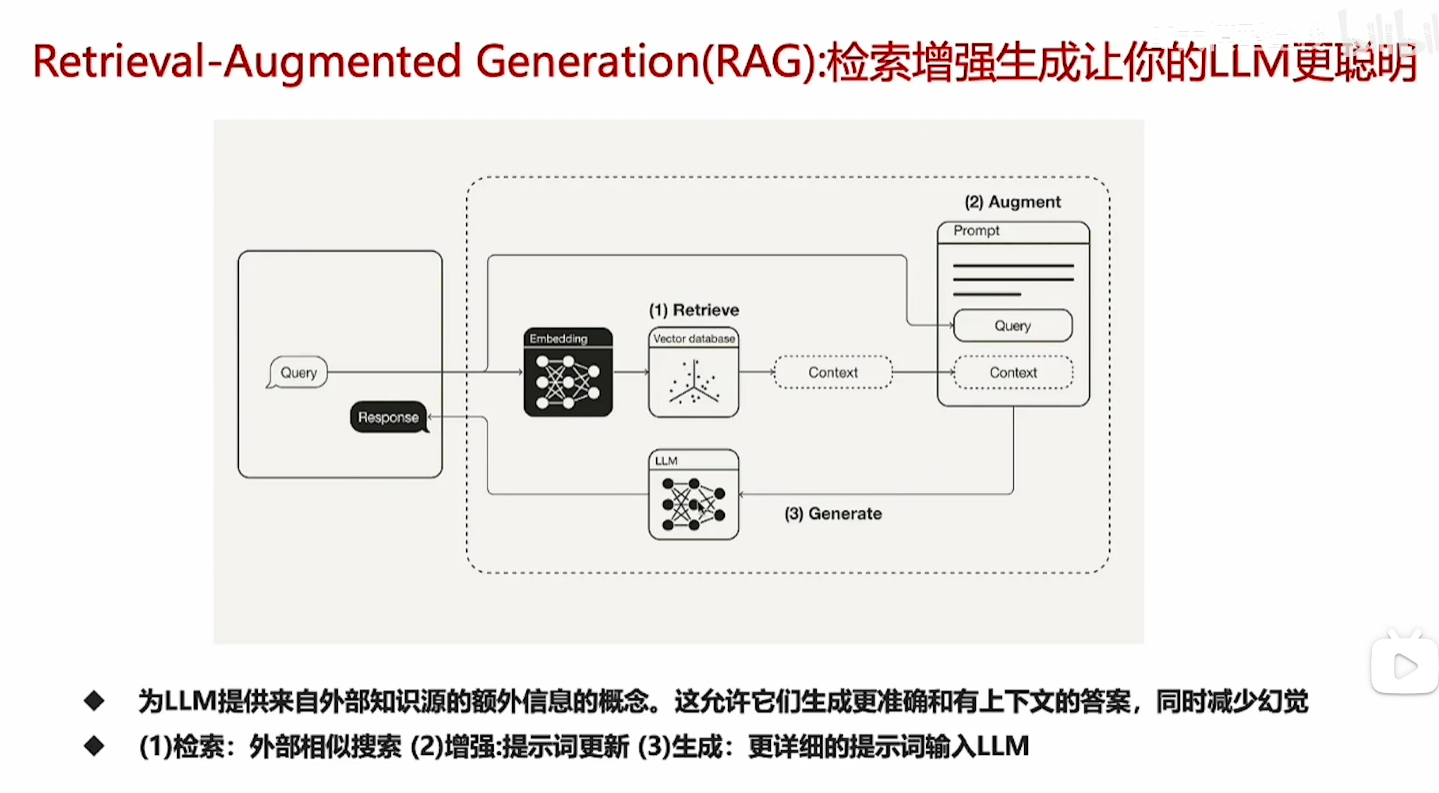 Retrieval-Augmented Generation(RAG):检索增强生成让你的LLM更聪明
(2) Augment
Prompt
(1) Retrieve
Query
Embedding
Vector database
Query
Context
Context
Response
LLM
(3) Generate
◆ 为LLM提供来自外部知识源的额外信息的概念。这允许它们生成更准确和有上下文的答案，同时减少幻觉
◆ (1)检索：外部相似搜索 (2)增强:提示词更新 (3)生成：更详细的提示词输入LLM